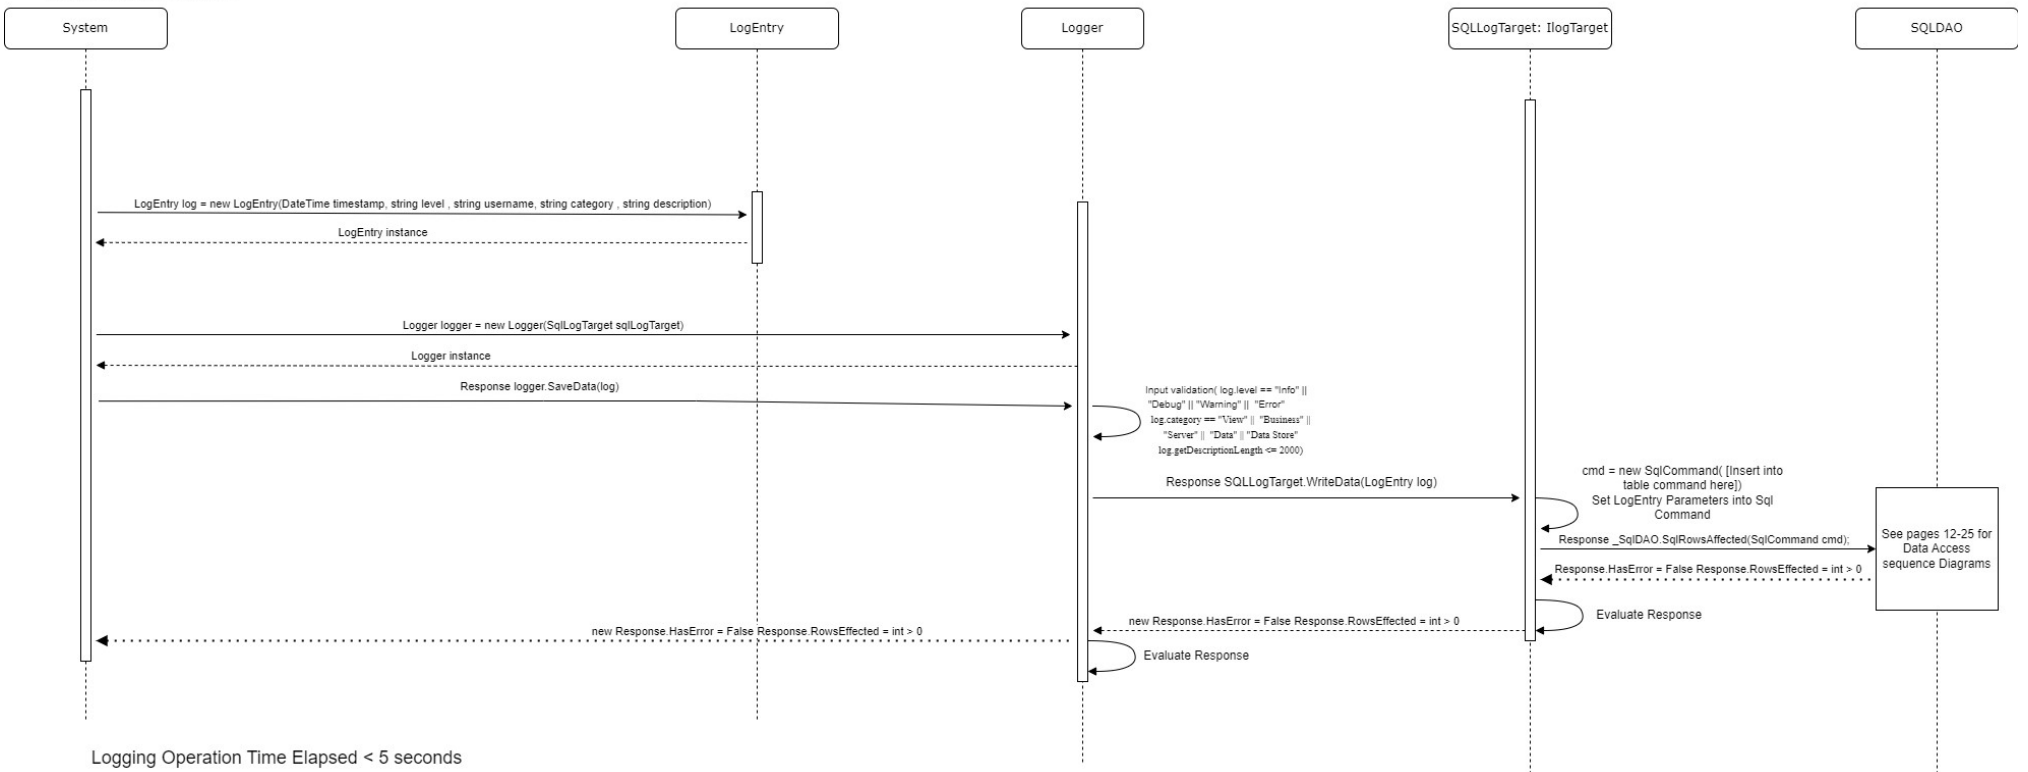 System
LogEntry
Logger
SQLLogTarget: IlogTarget
SQLDAO
LogEntry log = new LogEntry(DateTime timestamp, string level , string username, string category , string description)
LogEntry instance
Logger logger = new Logger(SqlLogTarget sqlLogTarget)
Logger instance
Response logger.SaveData(log)
Input validation( log.level == "Info" ||
"Debug" || "Warning" || "Error"
log.category == "View" || "Business" ||
"Server" || "Data" || "Data Store"
log.getDescriptionLength <= 2000)
Response SQLLogTarget.WriteData(LogEntry log)
cmd = new SqlCommand( [Insert into
table command here])
Set LogEntry Parameters into Sql
Command
Response _SqlDAO.SqlRowsAffected(SqlCommand cmd);
See pages 12-25 for
Data Access
sequence Diagrams
Response.HasError = False Response.RowsEffected = int > 0
Evaluate Response
new Response.HasError = False Response.RowsEffected = int > 0
new Response.HasError = False Response.RowsEffected = int > 0
Evaluate Response
Logging Operation Time Elapsed < 5 seconds